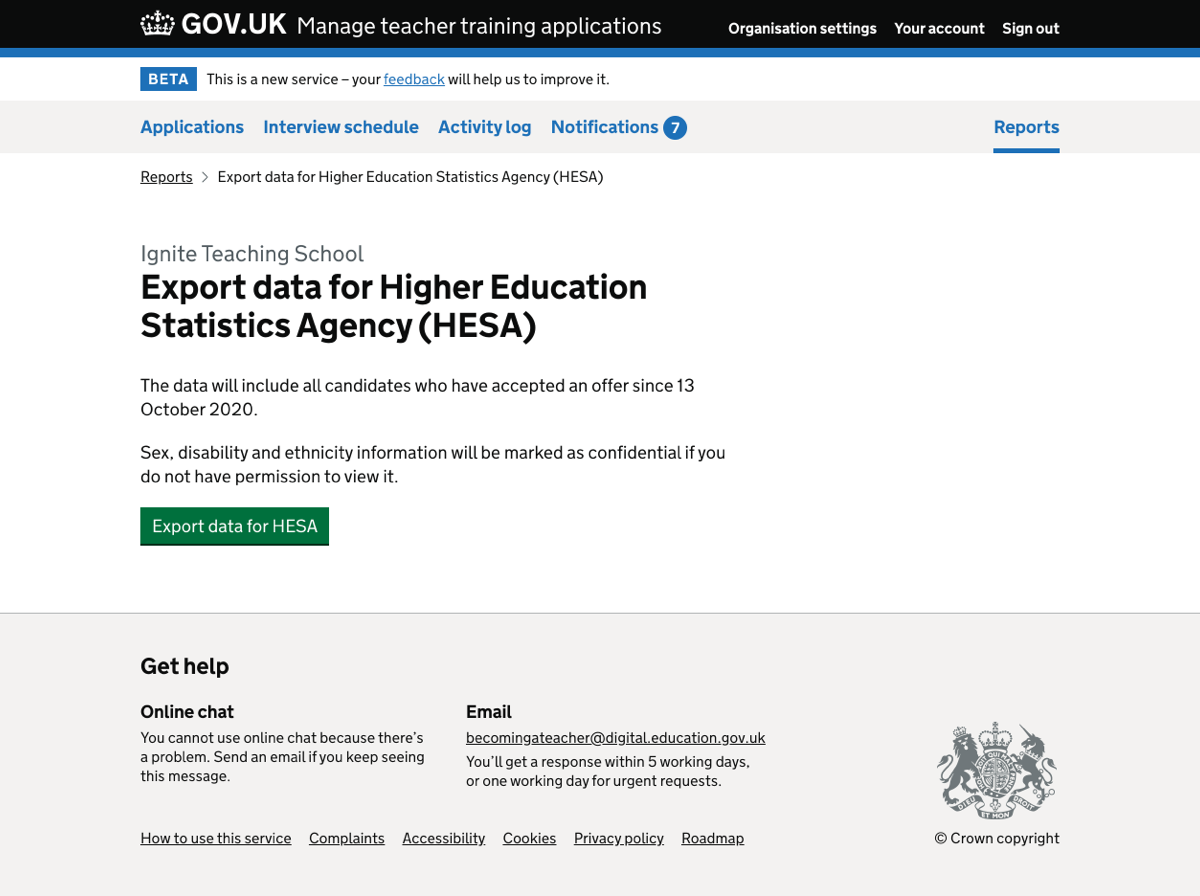 GOV.UK Manage teacher training applications Organisation settings Your account Sign out
BETA This is a new service – your feedback will help us to improve it.
Applications Interview schedule Activity log Notifications 7 Reports
Reports > Export data for Higher Education Statistics Agency (HESA)
Ignite Teaching School
Export data for Higher Education
Statistics Agency (HESA)
The data will include all candidates who have accepted an offer since 13
October 2020.
Sex, disability and ethnicity information will be marked as confidential if you
do not have permission to view it.
Export data for HESA
Get help
Online chat
You cannot use online chat because there’s
a problem. Send an email if you keep seeing
this message.
Email
becomingateacher@digital.education.gov.uk
You’ll get a response within 5 working days,
or one working day for urgent requests.
DIEU ET MON DROIT
How to use this service Complaints Accessibility Cookies Privacy policy Roadmap © Crown copyright